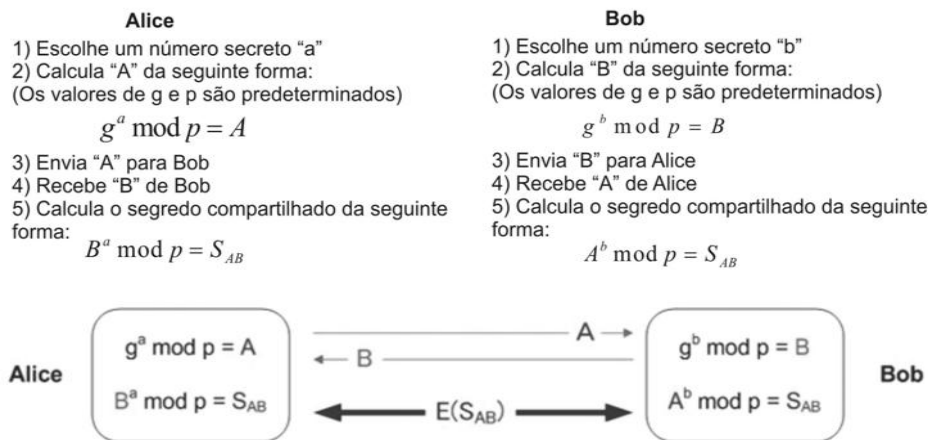 Alice
1) Escolhe um número secreto “a”
2) Calcula “A” da seguinte forma:
(Os valores de g e p são predeterminados)
g^a mod p = A
3) Envia “A” para Bob
4) Recebe “B” de Bob
5) Calcula o segredo compartilhado da seguinte
forma:
B^a mod p = S_AB
Bob
1) Escolhe um número secreto “b”
2) Calcula “B” da seguinte forma:
(Os valores de g e p são predeterminados)
g^b mod p = B
3) Envia “B” para Alice
4) Recebe “A” de Alice
5) Calcula o segredo compartilhado da seguinte
forma:
A^b mod p = S_AB
Alice
g^a mod p = A
B^a mod p = S_AB
A
B
E(S_AB)
g^b mod p = B
A^b mod p = S_AB
Bob